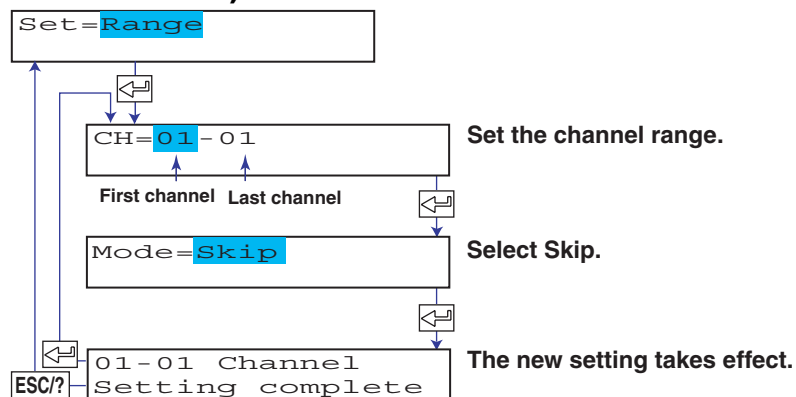 Set=Range
CH=01-01
Set the channel range.
First channel Last channel
Mode=Skip
Select Skip.
01-01 Channel
Setting complete
The new setting takes effect.
ESC/?